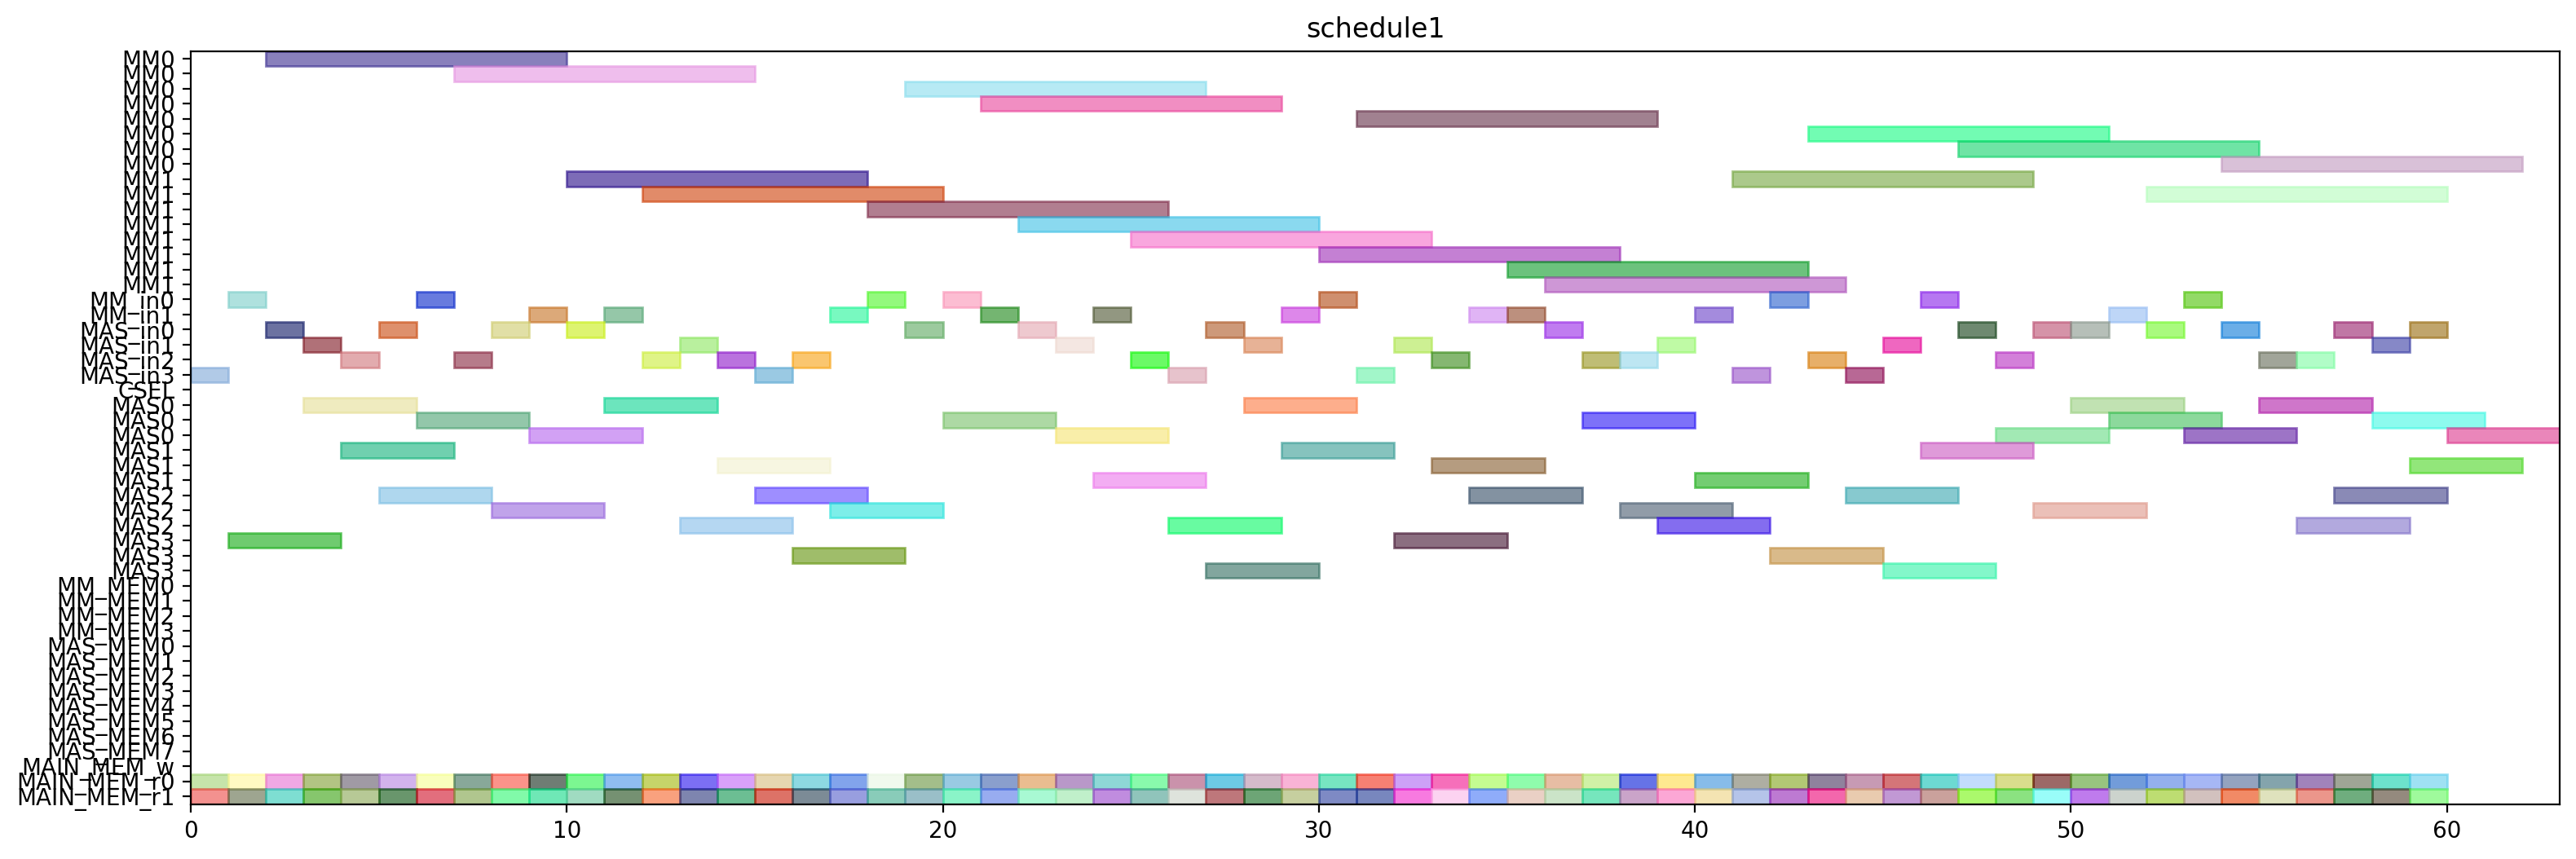 schedule1
MM0
MM0
MM0
MM0
MM0
MM0
MM0
MM0
MM1
MM1
MM1
MM1
MM1
MM1
MM1
MM1
MM_in0
MM_in1
MAS_in0
MAS_in1
MAS_in2
MAS_in3
CSEL
MAS0
MAS0
MAS0
MAS1
MAS1
MAS1
MAS2
MAS2
MAS2
MAS3
MAS3
MAS3
MM_MEM0
MM_MEM1
MM_MEM2
MM_MEM3
MAS_MEM0
MAS_MEM1
MAS_MEM2
MAS_MEM3
MAS_MEM4
MAS_MEM5
MAS_MEM6
MAS_MEM7
MAIN_MEM_w
MAIN_MEM_r0
MAIN_MEM_r1
0 10 20 30 40 50 60